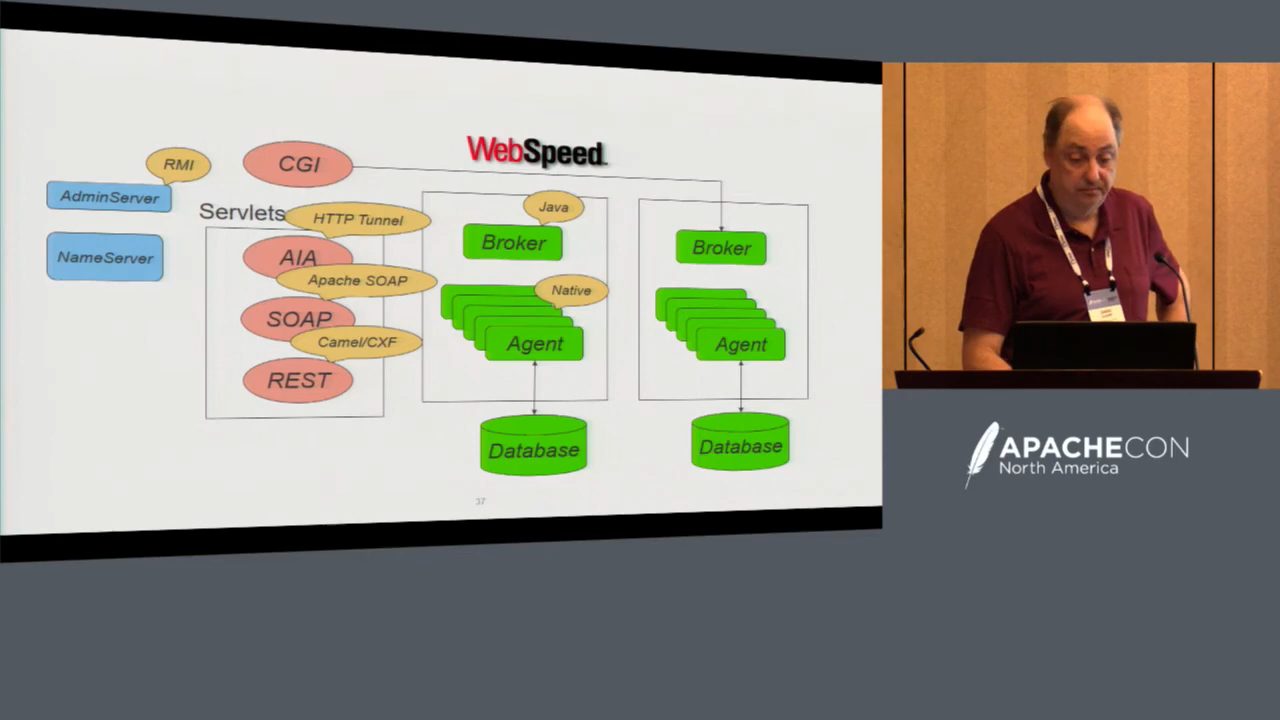 WebSpeed
RMI
CGI
AdminServer
Servlets
HTTP Tunnel
Java
NameServer
AIA
Broker
Broker
Apache SOAP
Native
SOAP
Camel/CXF
Agent
Agent
REST
Database
Database
37
APACHECON
North America